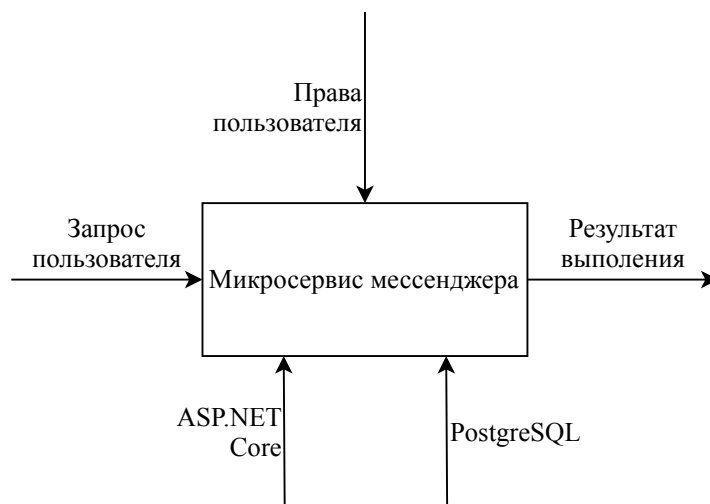 Права
пользователя
Запрос
пользователя
Микросервис мессенджера
Результат
выполения
ASP.NET
Core
PostgreSQL